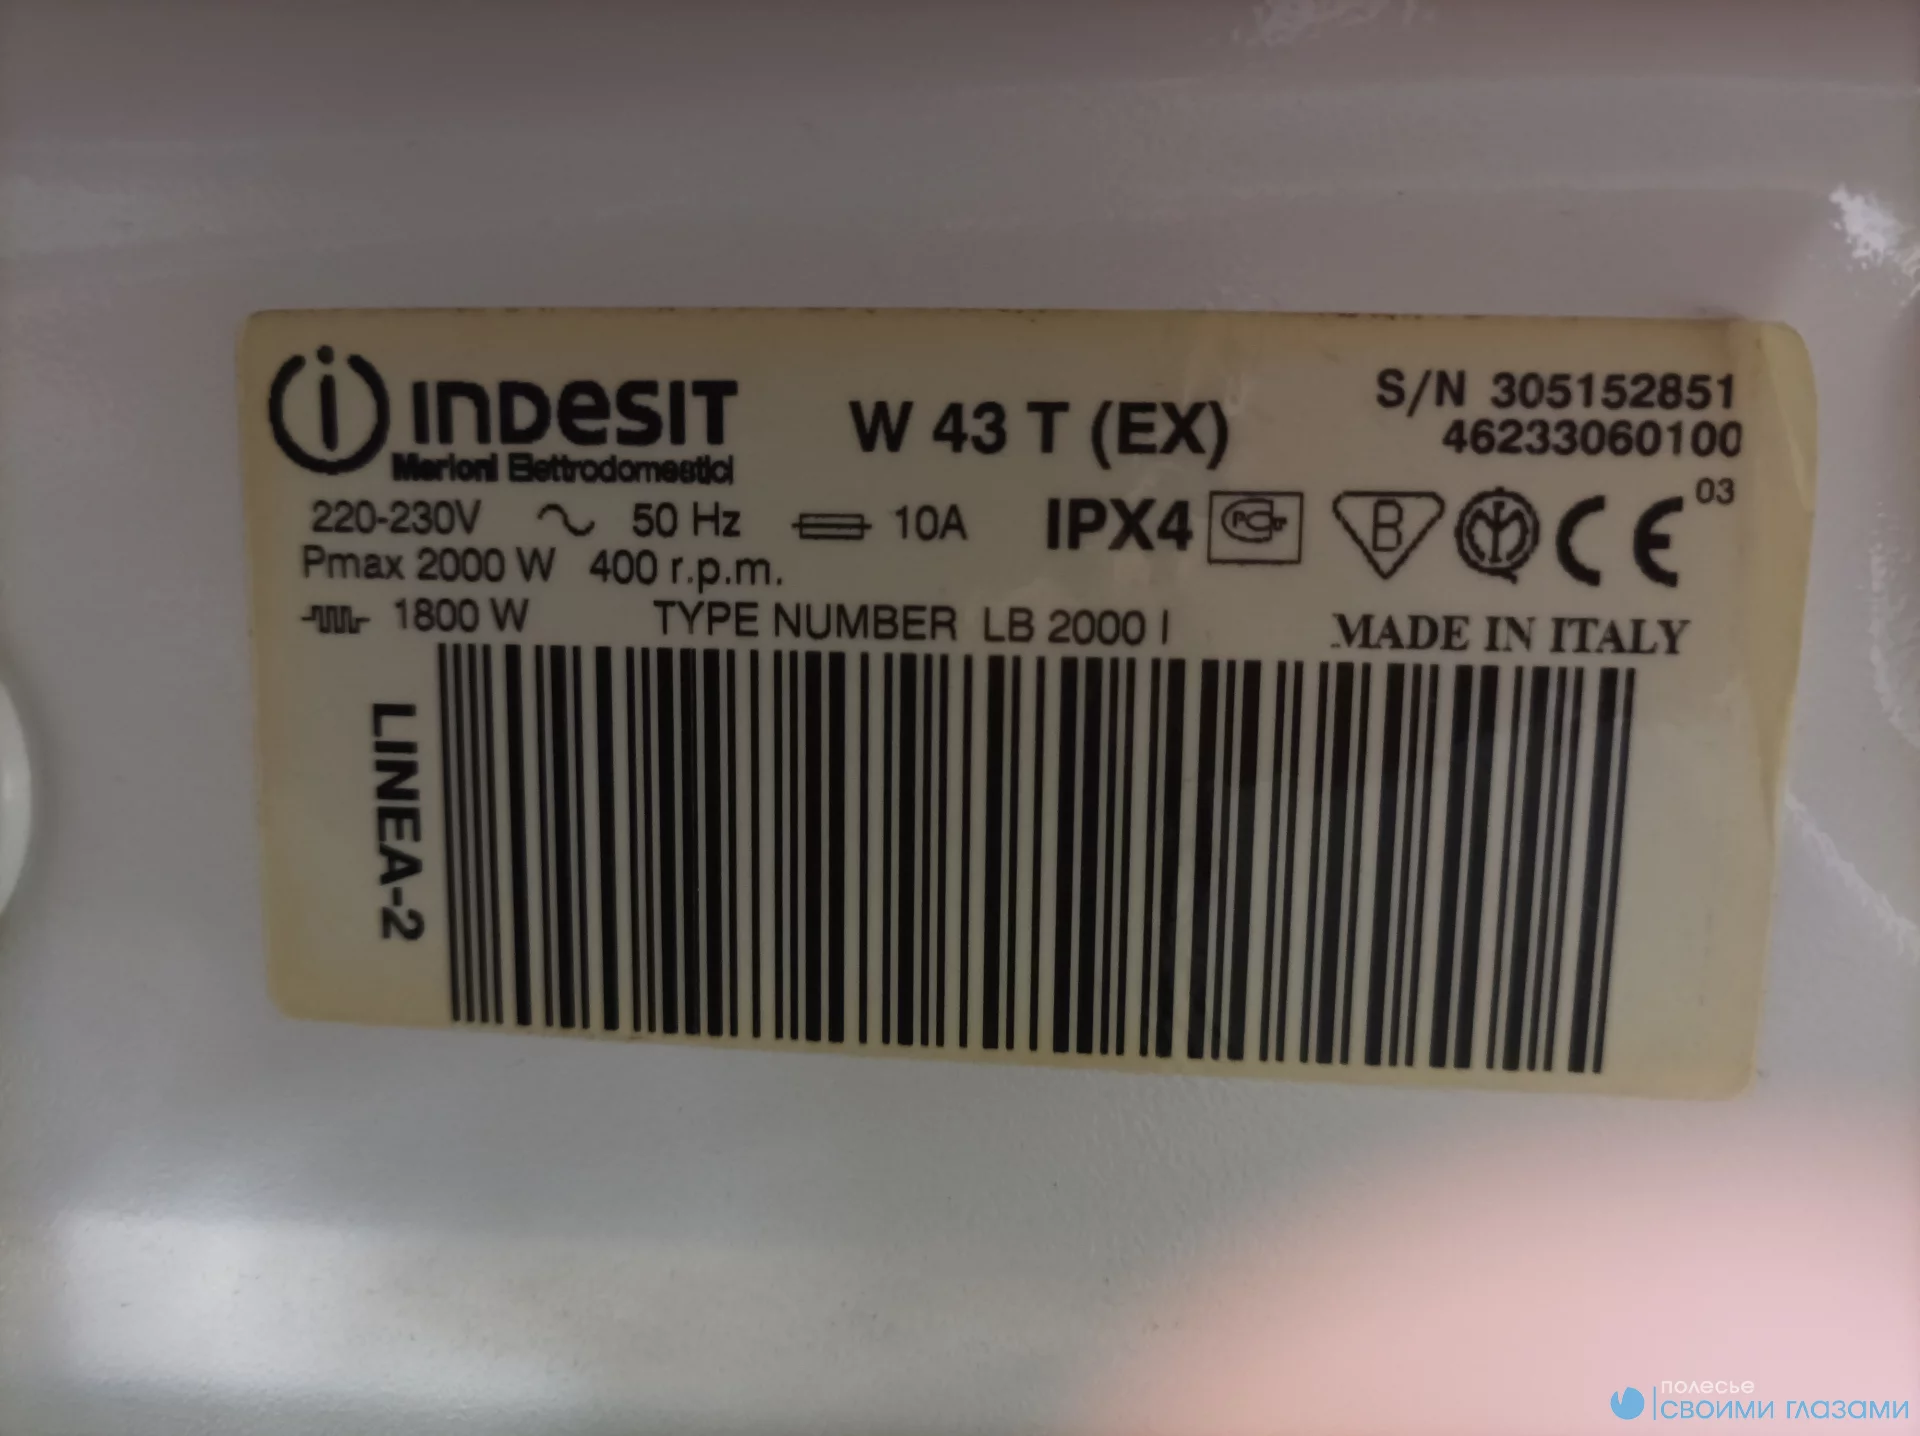 INDESIT
Merloni Elettrodomestici
W 43 T (EX)
S/N 305152851
46233060100
220-230V 50 Hz 10A IPX4
B
CE 03
Pmax 2000 W 400 r.p.m.
1800 W TYPE NUMBER LB 2000 I
MADE IN ITALY
LINEA-2
полесье
своими глазами